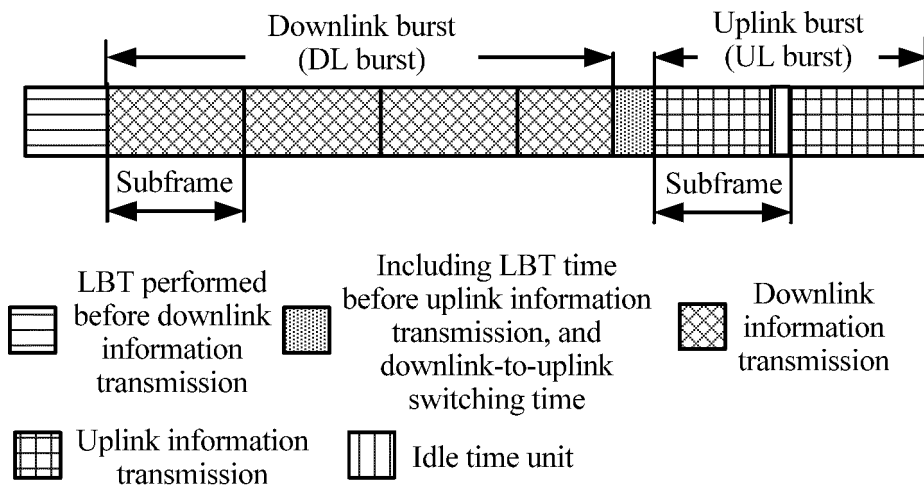 Downlink burst
(DL burst)
Uplink burst
(UL burst)
Subframe
Subframe
LBT performed
before downlink
information
transmission
Including LBT time
before uplink information
transmission, and
downlink-to-uplink
switching time
Downlink
information
transmission
Uplink information
transmission
Idle time unit